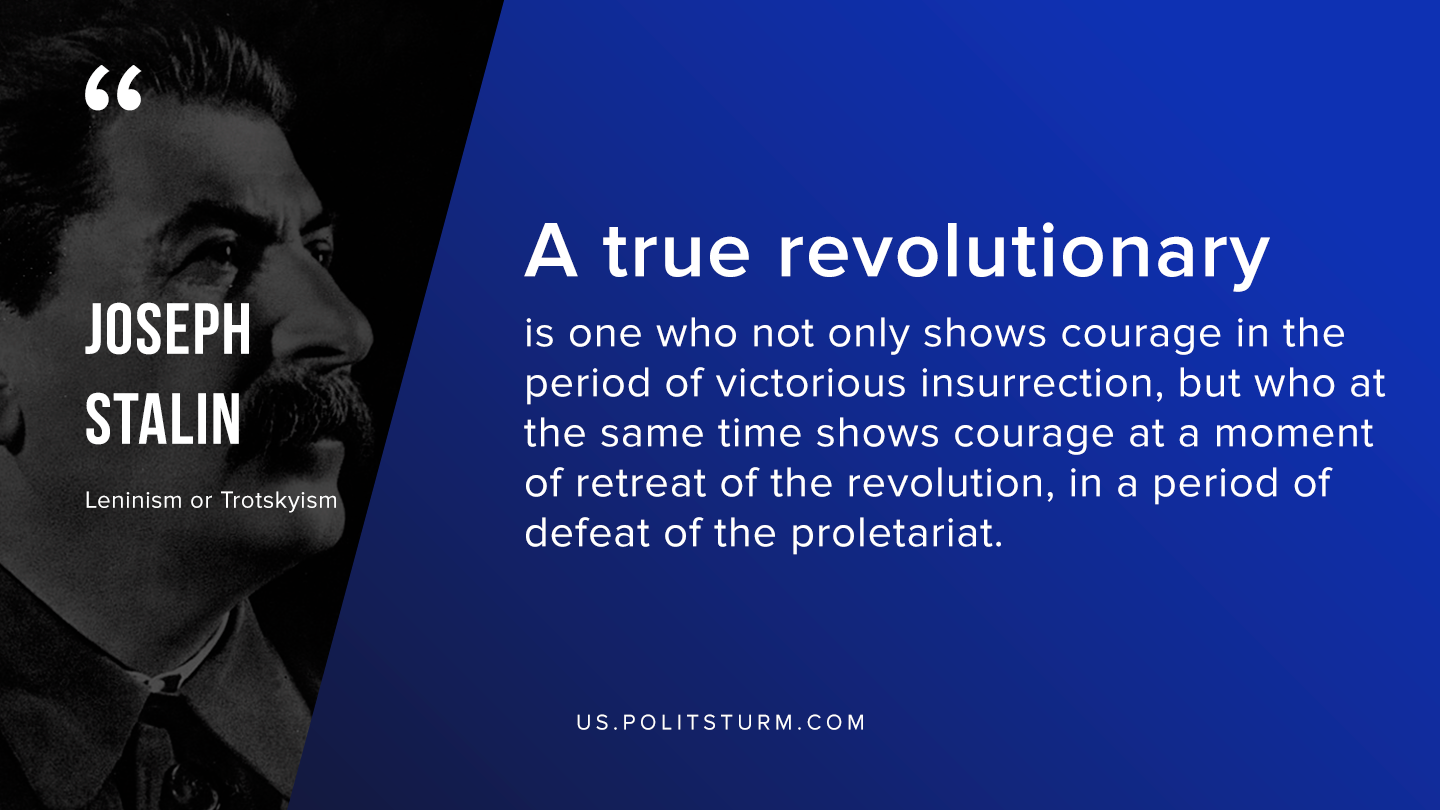 “
JOSEPH
STALIN
Leninism or Trotskyism
A true revolutionary
is one who not only shows courage in the
period of victorious insurrection, but who at
the same time shows courage at a moment
of retreat of the revolution, in a period of
defeat of the proletariat.
US.POLITSTURM.COM